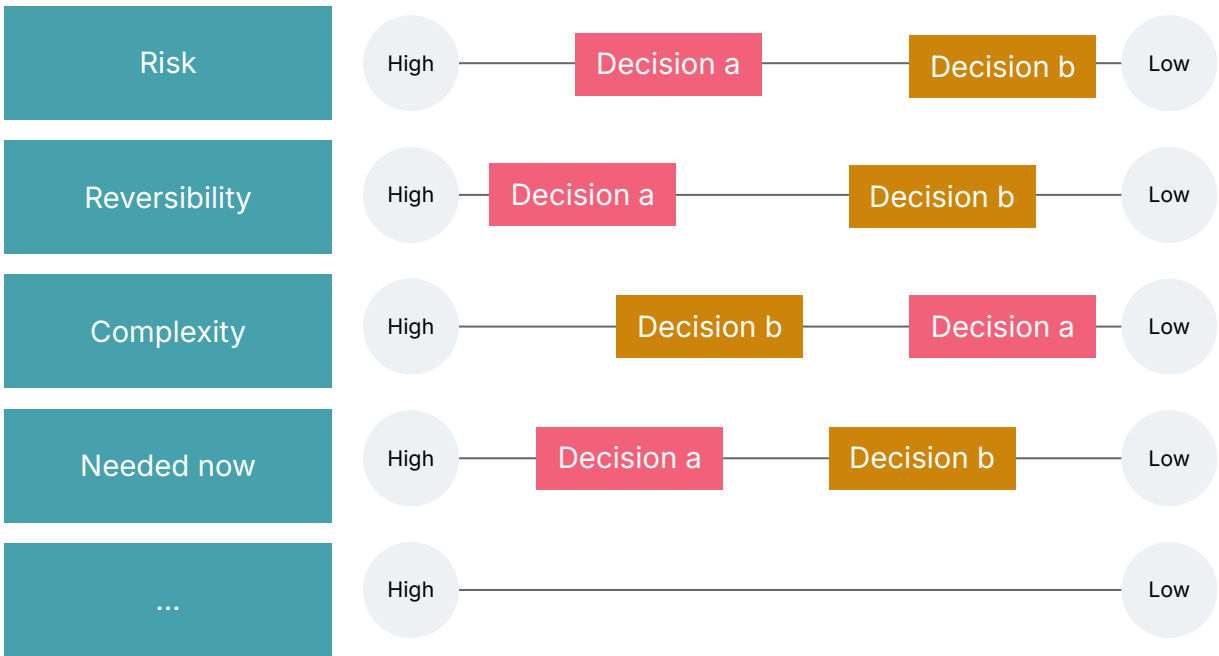 Risk
High
Decision a
Decision b
Low
Reversibility
High
Decision a
Decision b
Low
Complexity
High
Decision b
Decision a
Low
Needed now
High
Decision a
Decision b
Low
...
High
Low